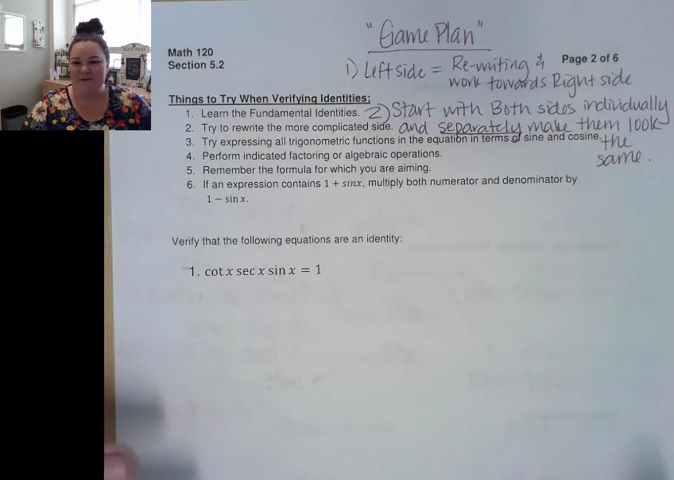 "Game Plan"
Math 120
Section 5.2
Page 2 of 6
1) Left side = Re-writing &
work towards Right side
Things to Try When Verifying Identities:
1. Learn the Fundamental Identities.
2) Start with Both sides individually
2. Try to rewrite the more complicated side.
and separately make them look
3. Try expressing all trigonometric functions in the equation in terms of sine and cosine.
the
same.
4. Perform indicated factoring or algebraic operations.
5. Remember the formula for which you are aiming.
6. If an expression contains 1 + sinx, multiply both numerator and denominator by
1 − sin x.
Verify that the following equations are an identity:
1. cot x sec x sin x = 1